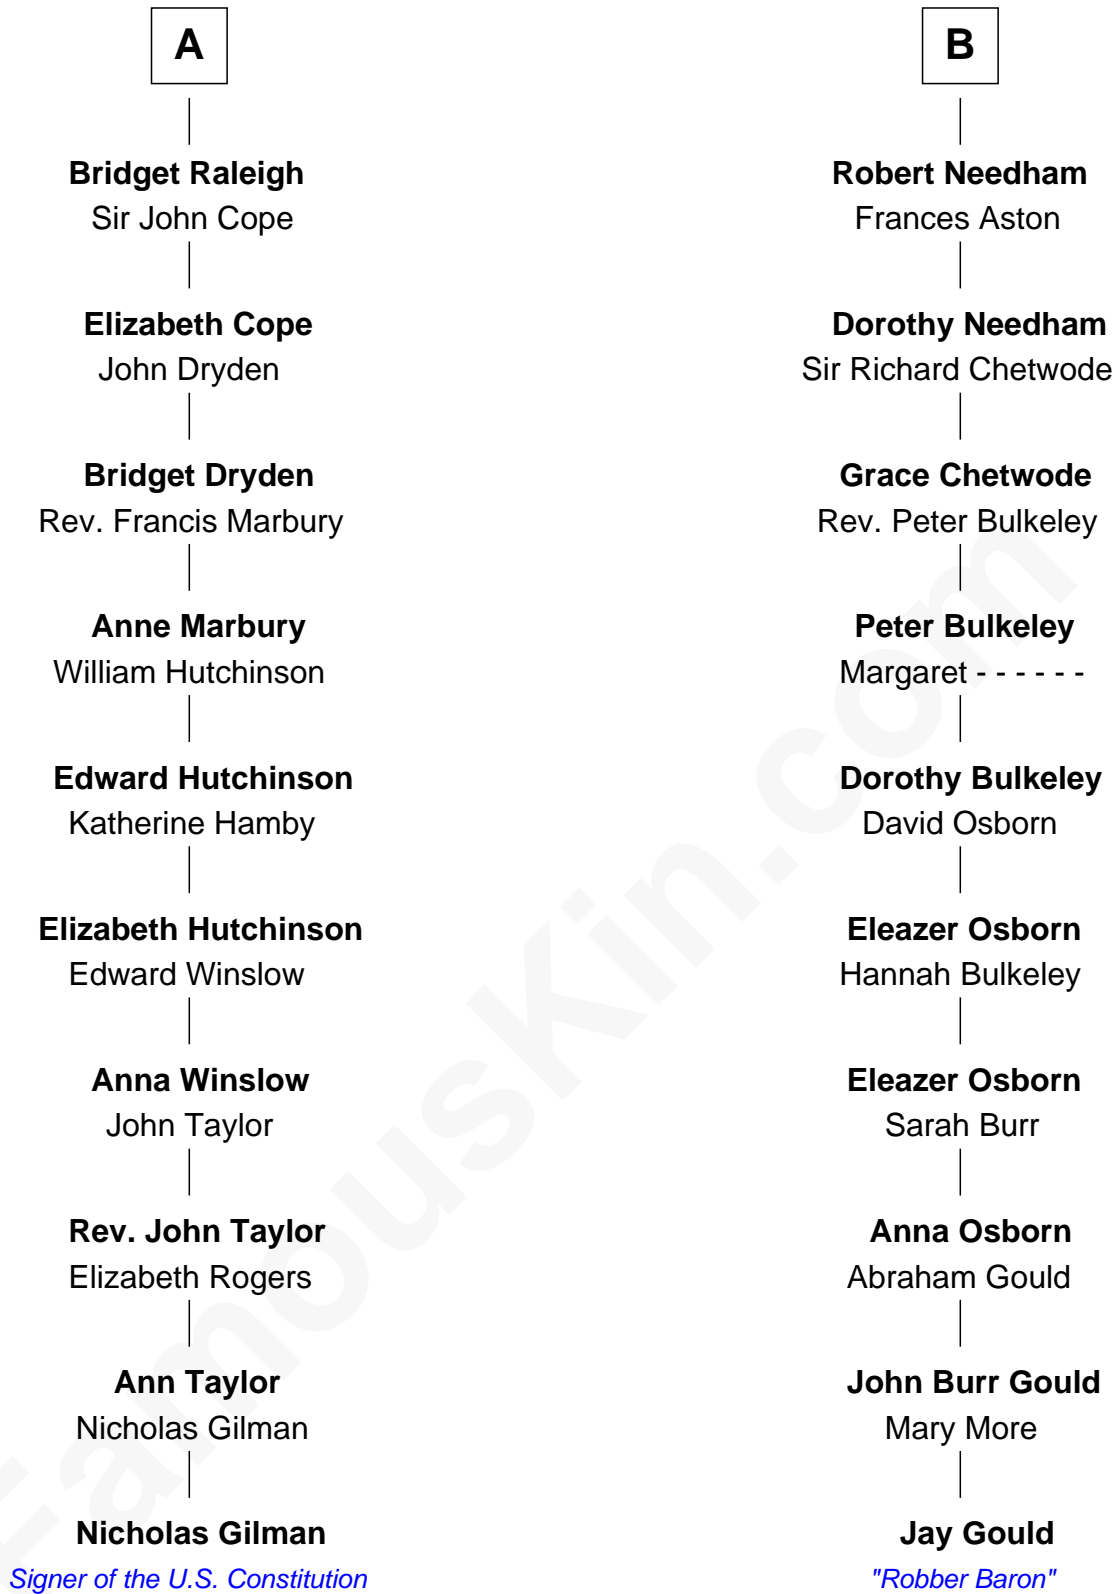 A
Bridget Raleigh
Sir John Cope
Elizabeth Cope
John Dryden
Bridget Dryden
Rev. Francis Marbury
Anne Marbury
William Hutchinson
Edward Hutchinson
Katherine Hamby
Elizabeth Hutchinson
Edward Winslow
Anna Winslow
John Taylor
Rev. John Taylor
Elizabeth Rogers
Ann Taylor
Nicholas Gilman
Nicholas Gilman
Signer of the U.S. Constitution
B
Robert Needham
Frances Aston
Dorothy Needham
Sir Richard Chetwode
Grace Chetwode
Rev. Peter Bulkeley
Peter Bulkeley
Margaret - - - - - -
Dorothy Bulkeley
David Osborn
Eleazer Osborn
Hannah Bulkeley
Eleazer Osborn
Sarah Burr
Anna Osborn
Abraham Gould
John Burr Gould
Mary More
Jay Gould
"Robber Baron"
FamousKin.com